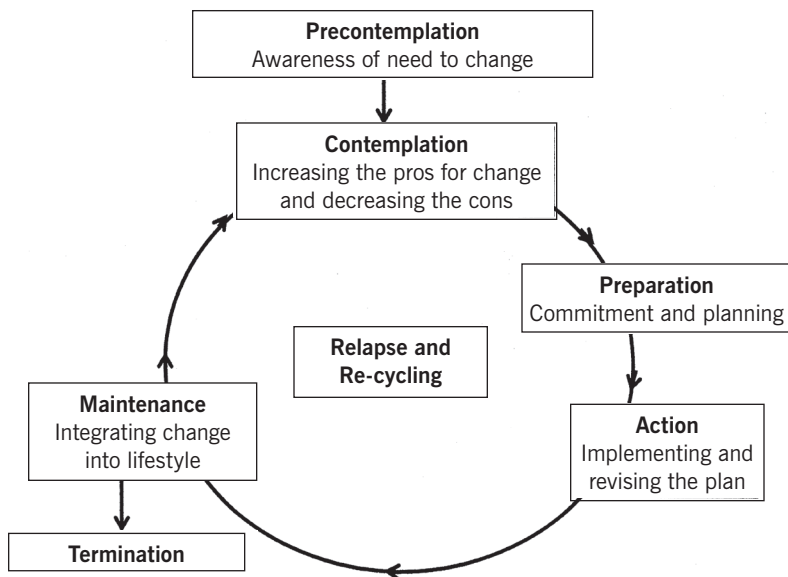 Precontemplation
Awareness of need to change
Contemplation
Increasing the pros for change
and decreasing the cons
Preparation
Commitment and planning
Relapse and
Re-cycling
Maintenance
Integrating change
into lifestyle
Action
Implementing and
revising the plan
Termination